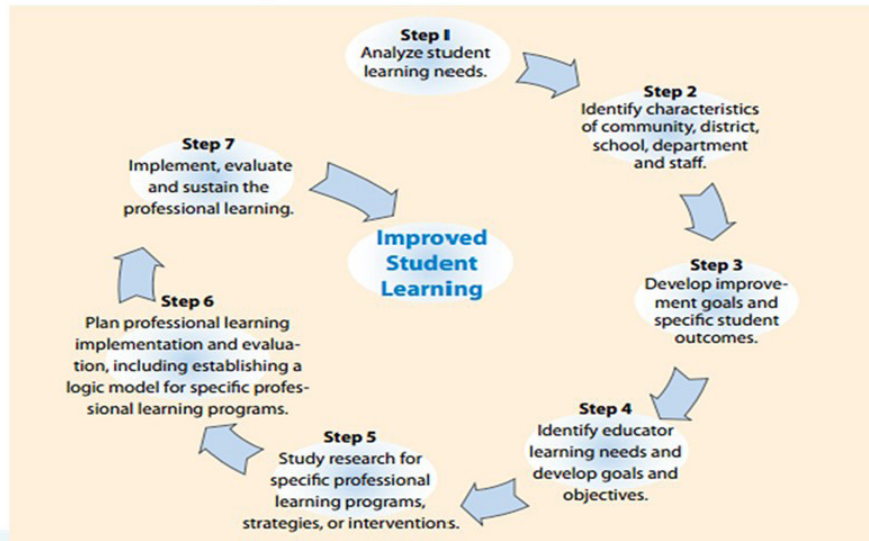 Step I
Analyze student
learning needs.
Step 2
Identify characteristics
of community, district,
school, department
and staff.
Step 3
Develop improve-
ment goals and
specific student
outcomes.
Step 4
Identify educator
learning needs and
develop goals and
objectives.
Step 5
Study research for
specific professional
learning programs,
strategies, or interventions.
Step 6
Plan professional learning
implementation and evalua-
tion, including establishing a
logic model for specific profes-
sional learning programs.
Step 7
Implement, evaluate
and sustain the
professional learning.
Improved
Student
Learning